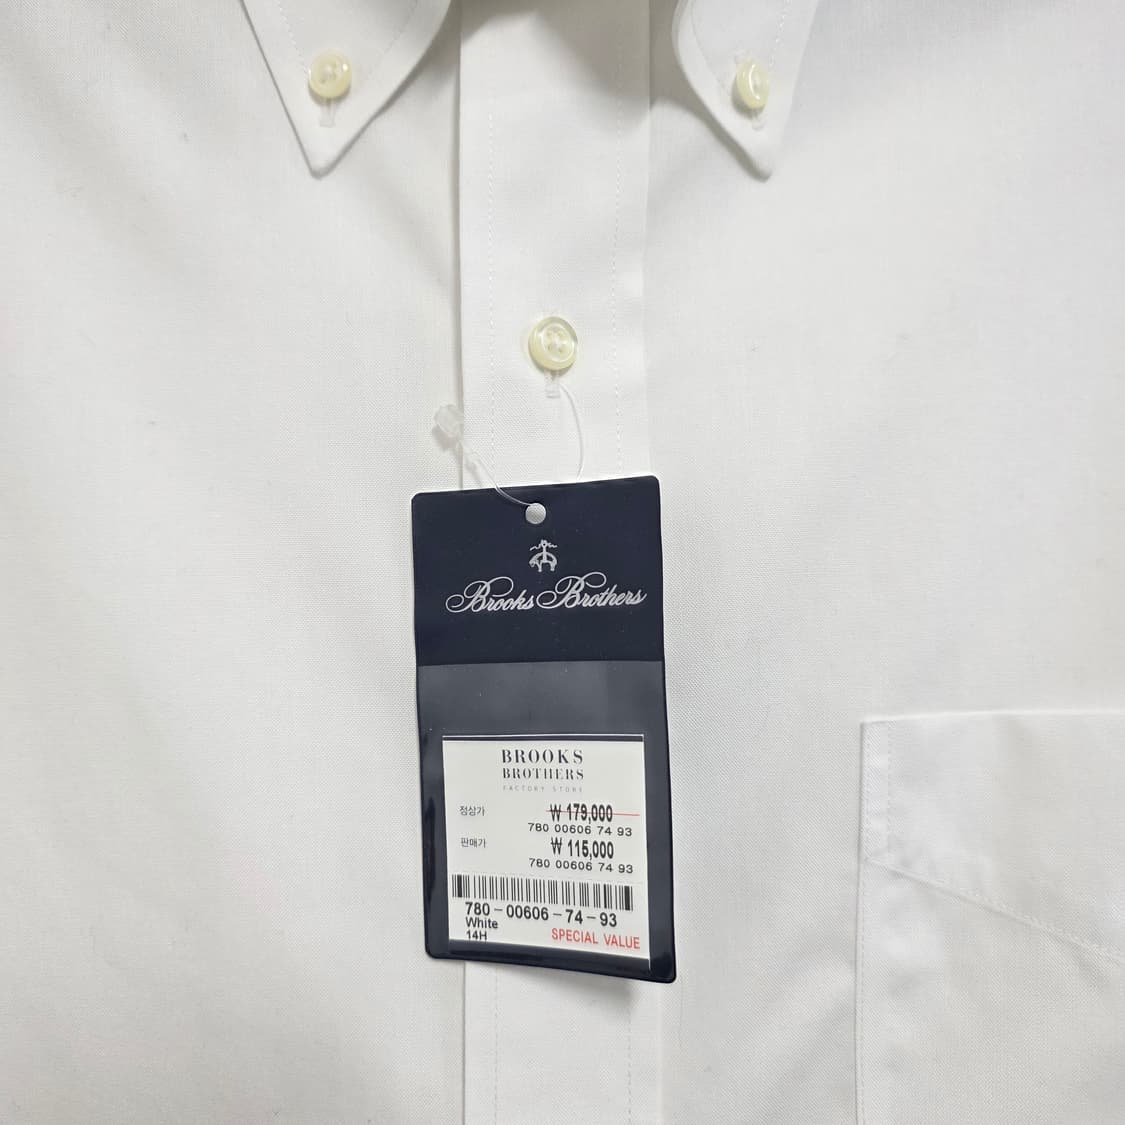 Brooks Brothers
BROOKS
BROTHERS
FACTORY STORE
정상가 ₩ 179,000
780 00606 74 93
판매가 ₩ 115,000
780 00606 74 93
780-00606-74-93
White
14H SPECIAL VALUE